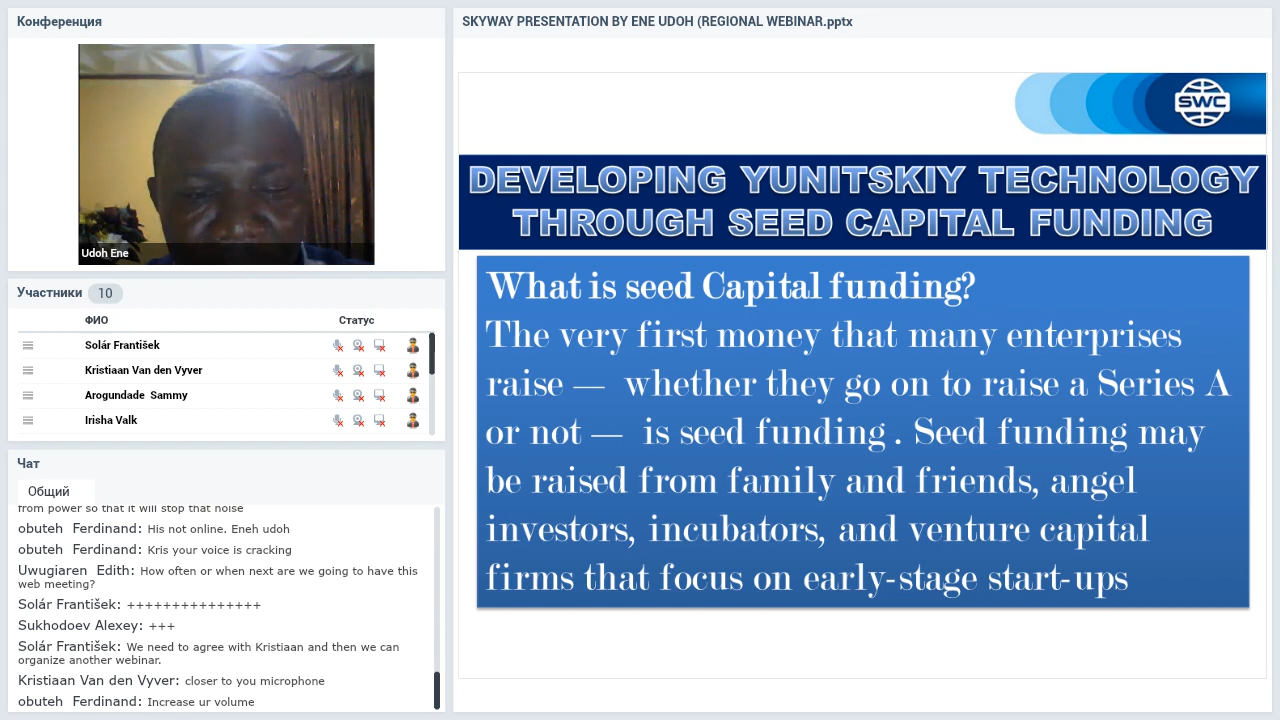 Конференция
Udoh Ene
Участники 10
ФИО Статус
Solár František
Kristiaan Van den Vyver
Arogundade Sammy
Irisha Valk
Чат
Общий
from power so that it will stop that noise
obuteh Ferdinand: His not online. Eneh udoh
obuteh Ferdinand: Kris your voice is cracking
Uwugiaren Edith: How often or when next are we going to have this
web meeting?
Solár František: +++++++++++++++
Sukhodoev Alexey: +++
Solár František: We need to agree with Kristiaan and then we can
organize another webinar.
Kristiaan Van den Vyver: closer to you microphone
obuteh Ferdinand: Increase ur volume
SKYWAY PRESENTATION BY ENE UDOH (REGIONAL WEBINAR.pptx
SWC
DEVELOPING YUNITSKIY TECHNOLOGY
THROUGH SEED CAPITAL FUNDING
What is seed Capital funding?
The very first money that many enterprises
raise — whether they go on to raise a Series A
or not — is seed funding . Seed funding may
be raised from family and friends, angel
investors, incubators, and venture capital
firms that focus on early-stage start-ups